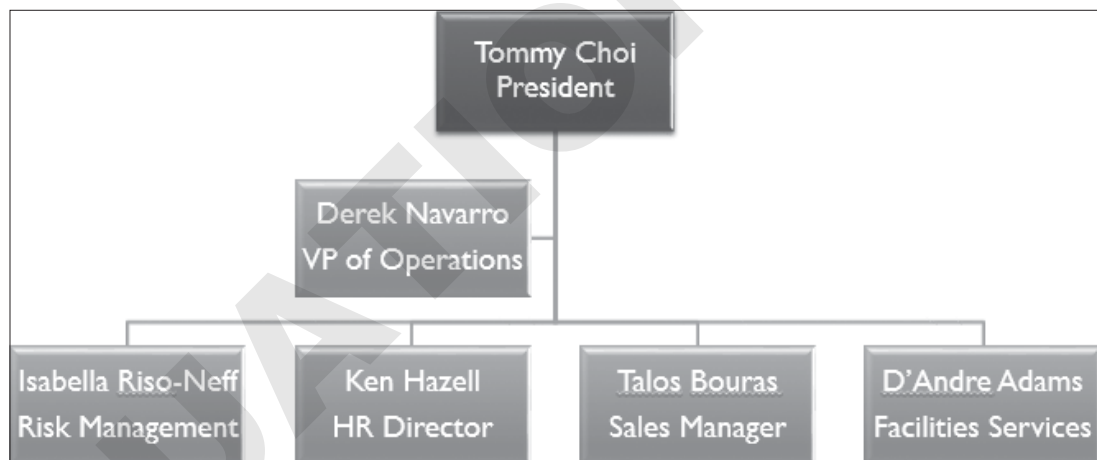 Tommy Choi
President
Derek Navarro
VP of Operations
Isabella Riso-Neff
Risk Management
Ken Hazell
HR Director
Talos Bouras
Sales Manager
D'Andre Adams
Facilities Services